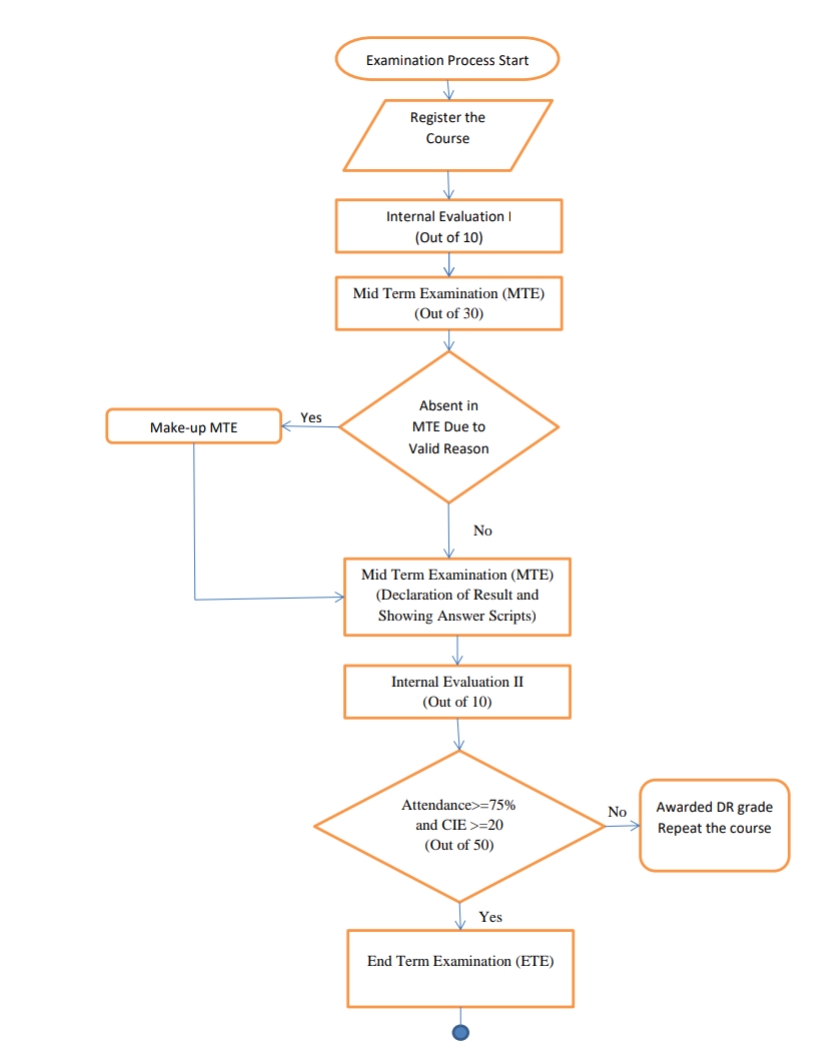 Examination Process Start
Register the
Course
Internal Evaluation I
(Out of 10)
Mid Term Examination (MTE)
(Out of 30)
Absent in
MTE Due to
Valid Reason
Yes
Make-up MTE
No
Mid Term Examination (MTE)
(Declaration of Result and
Showing Answer Scripts)
Internal Evaluation II
(Out of 10)
Attendance>=75%
and CIE >=20
(Out of 50)
No
Awarded DR grade
Repeat the course
Yes
End Term Examination (ETE)